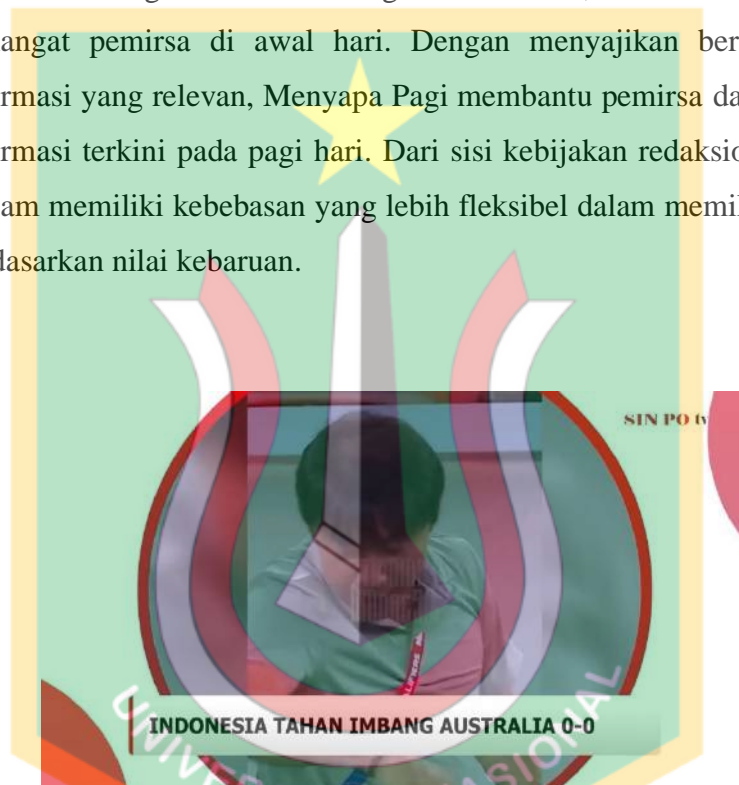 angat pemirsa di awal hari. Dengan menyajikan ber
rmasi yang relevan, Menyapa Pagi membantu pemirsa da
rmasi terkini pada pagi hari. Dari sisi kebijakan redaksio
am memiliki kebebasan yang lebih fleksibel dalam memil
dasarkan nilai kebaruan.
SIN PO tv
INDONESIA TAHAN IMBANG AUSTRALIA 0-0